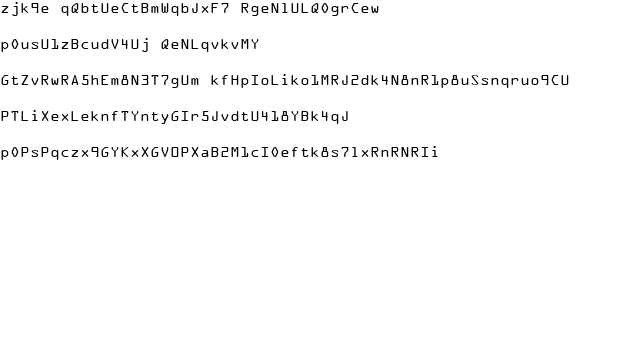 zjk9e qQbtUeCtBmWqbJxF7 RgeN1ULQ0grCew
p0usU1zBcudV4Uj QeNLqvkvMY
GtZvRwRA5hEm8N3T7gUm kfHpIoLiko1MRJ2dk4N8nR1p8uSsnqruo9CU
PTLiXexLeknfTYntyGIr5JvdtU418YBk4qJ
p0PsPqczx9GYKxXGVOPXaB2M1cI0eftk8s7lxRnRNRIi